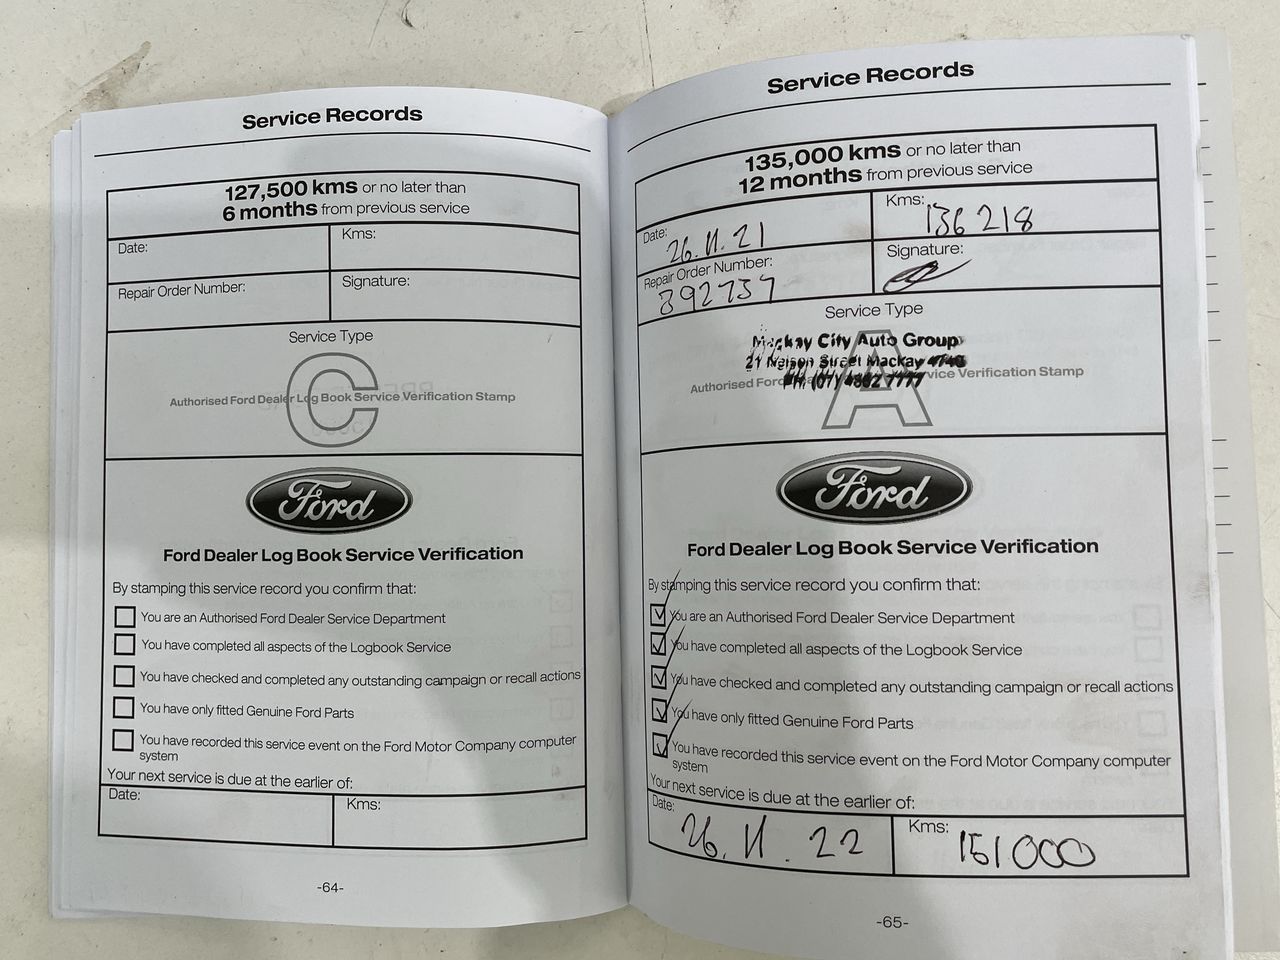 Service Records
127,500 kms or no later than
6 months from previous service
Date:
Kms:
Repair Order Number:
Signature:
Service Type
C
Authorised Ford Dealer Log Book Service Verification Stamp
Ford
Ford Dealer Log Book Service Verification
By stamping this service record you confirm that:
You are an Authorised Ford Dealer Service Department
You have completed all aspects of the Logbook Service
You have checked and completed any outstanding campaign or recall actions
You have only fitted Genuine Ford Parts
You have recorded this service event on the Ford Motor Company computer
system
Your next service is due at the earlier of:
Date:
Kms:
-64-
Service Records
135,000 kms or no later than
12 months from previous service
Date: 26.11.21
Kms: 136 218
Repair Order Number:
392737
Signature:
Service Type
A
Mackay City Auto Group
21 Nelson Street Mackay 4740
PH. (07) 7777
Authorised Ford Service Verification Stamp
Ford
Ford Dealer Log Book Service Verification
By stamping this service record you confirm that:
You are an Authorised Ford Dealer Service Department
You have completed all aspects of the Logbook Service
You have checked and completed any outstanding campaign or recall actions
You have only fitted Genuine Ford Parts
You have recorded this service event on the Ford Motor Company computer
system
Your next service is due at the earlier of:
Date: 26.11.22
Kms: 151000
-65-